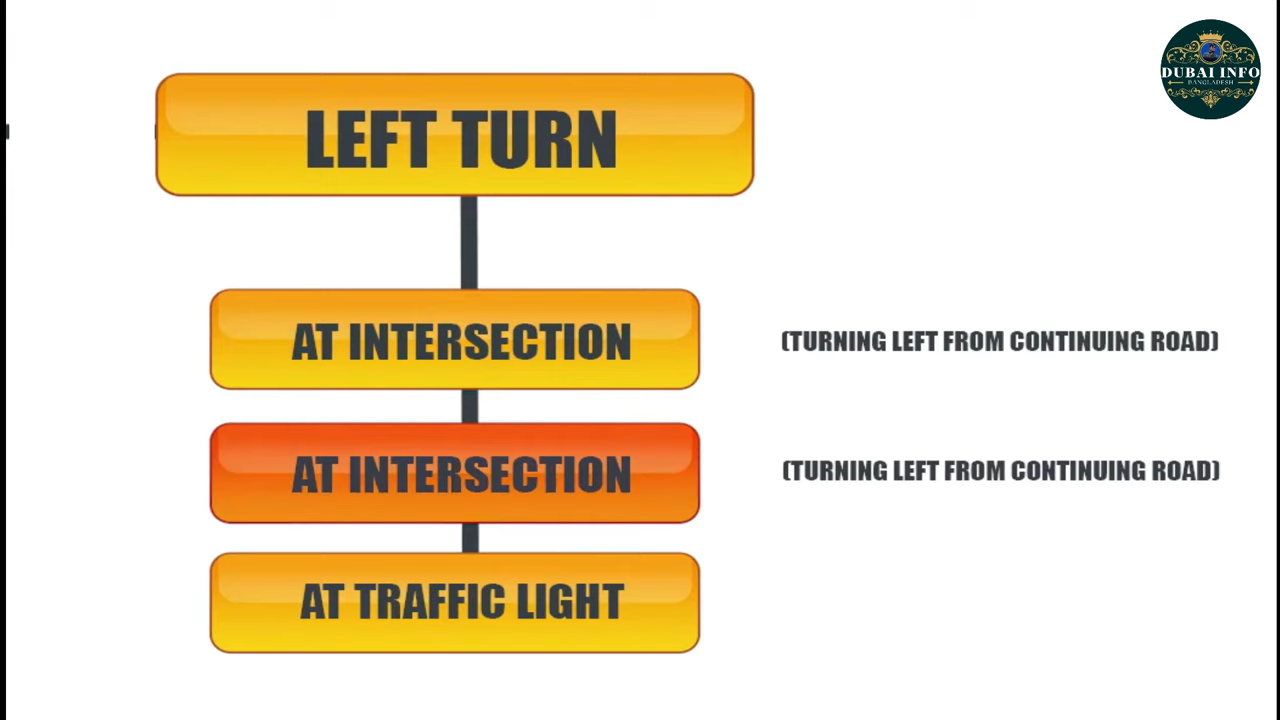 DUBAI INFO
BANGLADESH
LEFT TURN
AT INTERSECTION
(TURNING LEFT FROM CONTINUING ROAD)
AT INTERSECTION
(TURNING LEFT FROM CONTINUING ROAD)
AT TRAFFIC LIGHT